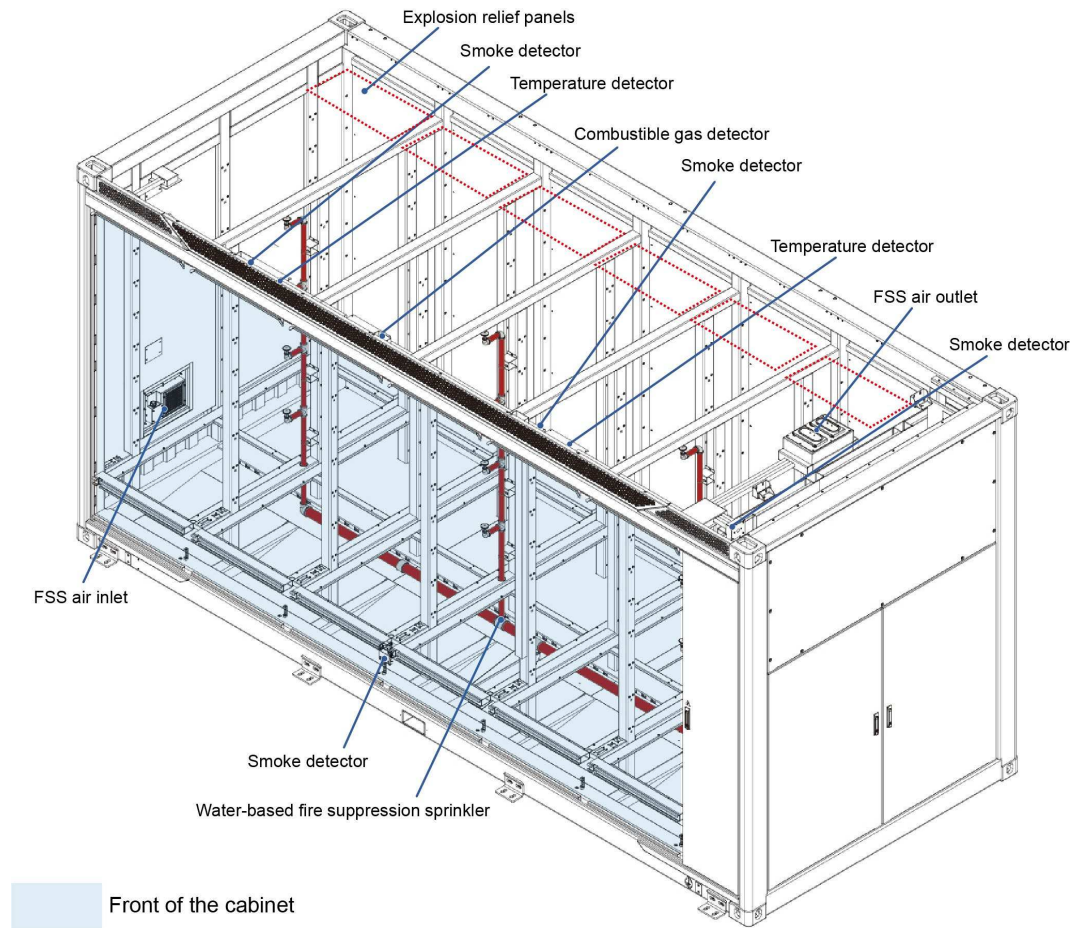 Explosion relief panels
Smoke detector
Temperature detector
Combustible gas detector
Smoke detector
Temperature detector
FSS air outlet
Smoke detector
FSS air inlet
Smoke detector
Water-based fire suppression sprinkler
Front of the cabinet